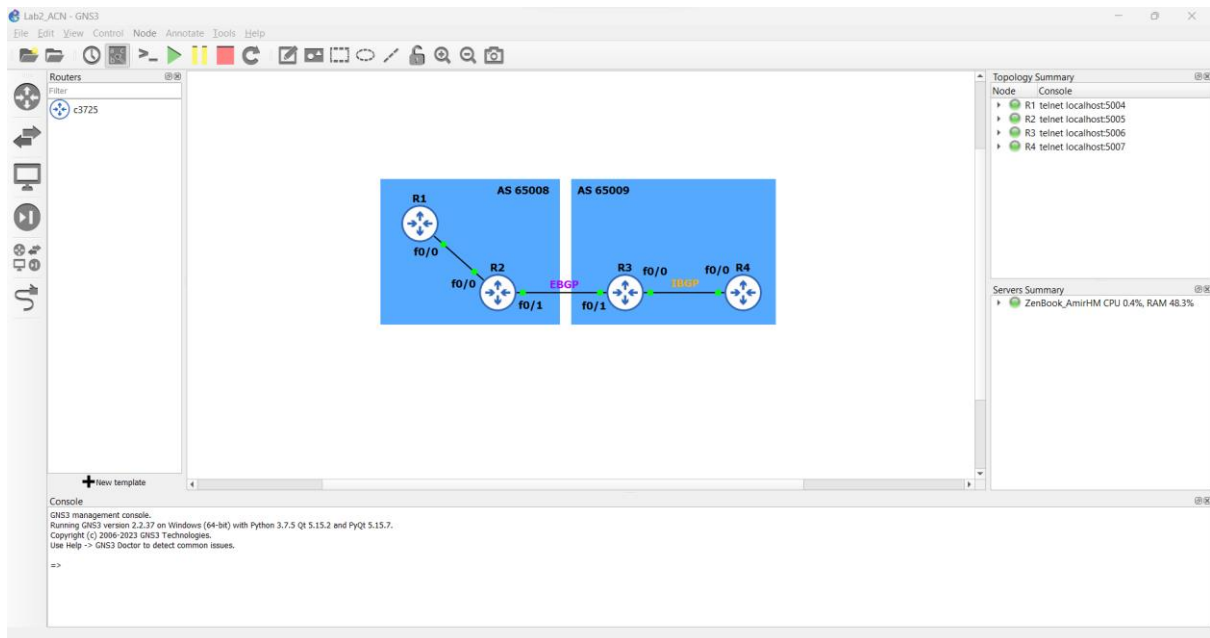 Lab2_ACN - GNS3
File Edit View Control Node Annotate Tools Help
Routers
Filter
c3725
New template
AS 65008
AS 65009
R1
f0/0
R2
f0/0
f0/1
EBGP
R3
f0/0
f0/1
IBGP
f0/0 R4
Topology Summary
Node Console
R1 telnet localhost:5004
R2 telnet localhost:5005
R3 telnet localhost:5006
R4 telnet localhost:5007
Servers Summary
ZenBook_AmirHM CPU 0.4%, RAM 48.3%
Console
GNS3 management console.
Running GNS3 version 2.2.37 on Windows (64-bit) with Python 3.7.5 Qt 5.15.2 and PyQt 5.15.7.
Copyright (c) 2006-2023 GNS3 Technologies.
Use Help -> GNS3 Doctor to detect common issues.
=>